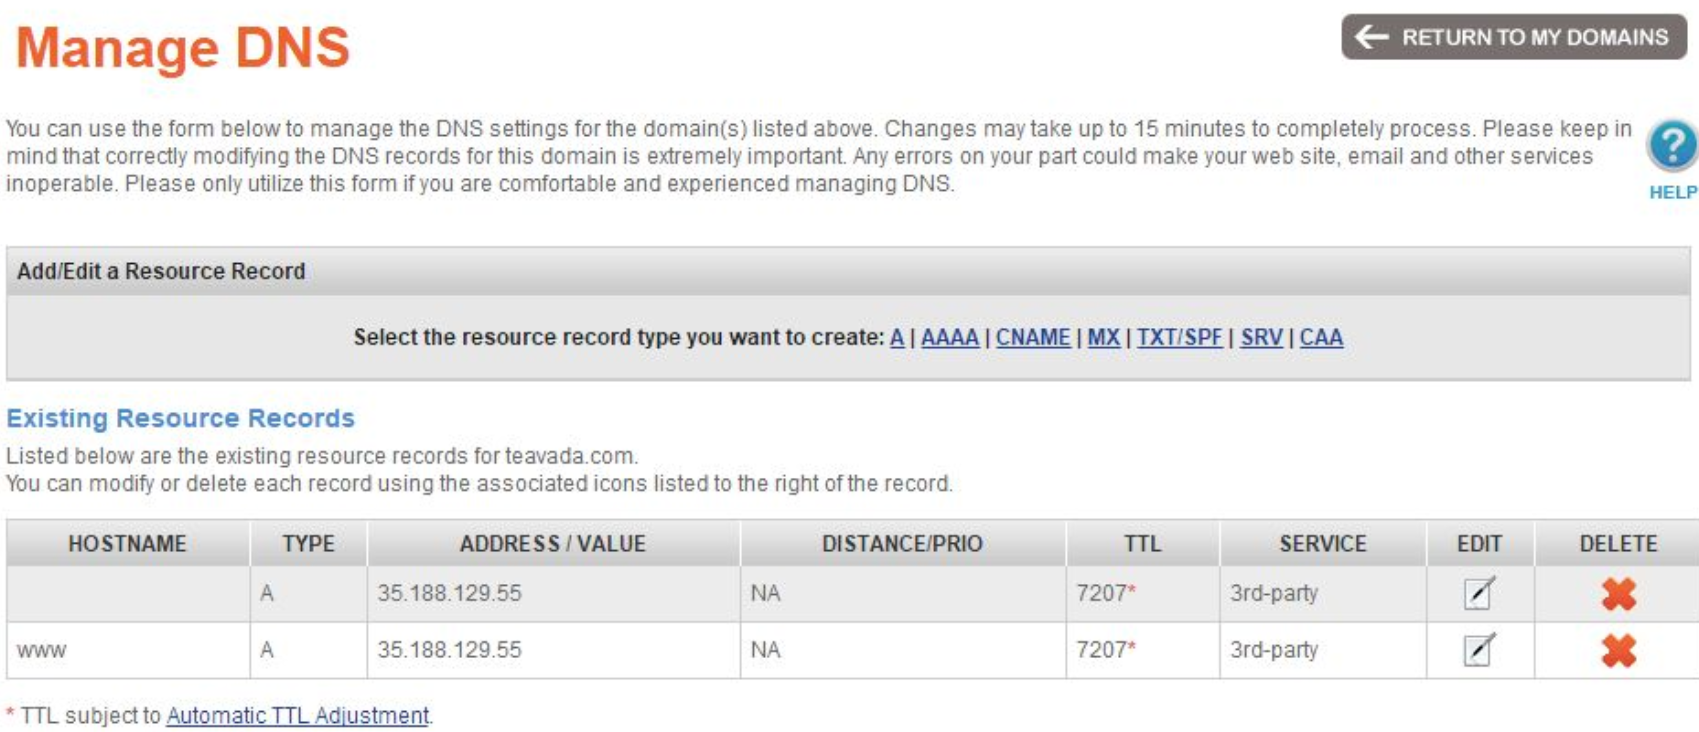 Manage DNS
RETURN TO MY DOMAINS
You can use the form below to manage the DNS settings for the domain(s) listed above. Changes may take up to 15 minutes to completely process. Please keep in
mind that correctly modifying the DNS records for this domain is extremely important. Any errors on your part could make your web site, email and other services
inoperable. Please only utilize this form if you are comfortable and experienced managing DNS.
?
HELP
Add/Edit a Resource Record
Select the resource record type you want to create: A | AAAA | CNAME | MX | TXT/SPF | SRV | CAA
Existing Resource Records
Listed below are the existing resource records for teavada.com.
You can modify or delete each record using the associated icons listed to the right of the record.
HOSTNAME TYPE ADDRESS / VALUE DISTANCE/PRIO TTL SERVICE EDIT DELETE
A 35.188.129.55 NA 7207* 3rd-party
www A 35.188.129.55 NA 7207* 3rd-party
* TTL subject to Automatic TTL Adjustment.